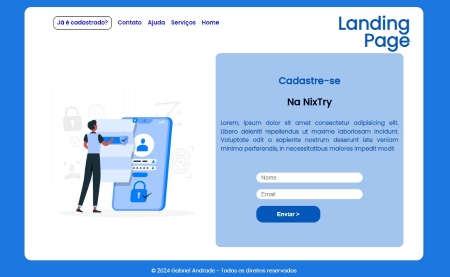 Já é cadastrado? Contato Ajuda Serviços Home
Landing
Page
Cadastre-se
Na NixTry
Lorem, ipsum dolor sit amet consectetur adipisicing elit.
Libero deleniti repellendus ut maxime laboriosam incidunt.
Voluptate odit a sapiente nostrum deserunt iste veniam
minima perferendis, in necessitatibus maiores impedit modi!
Nome
Email
Enviar >
© 2024 Gabriel Andrade - Todos os direitos reservados